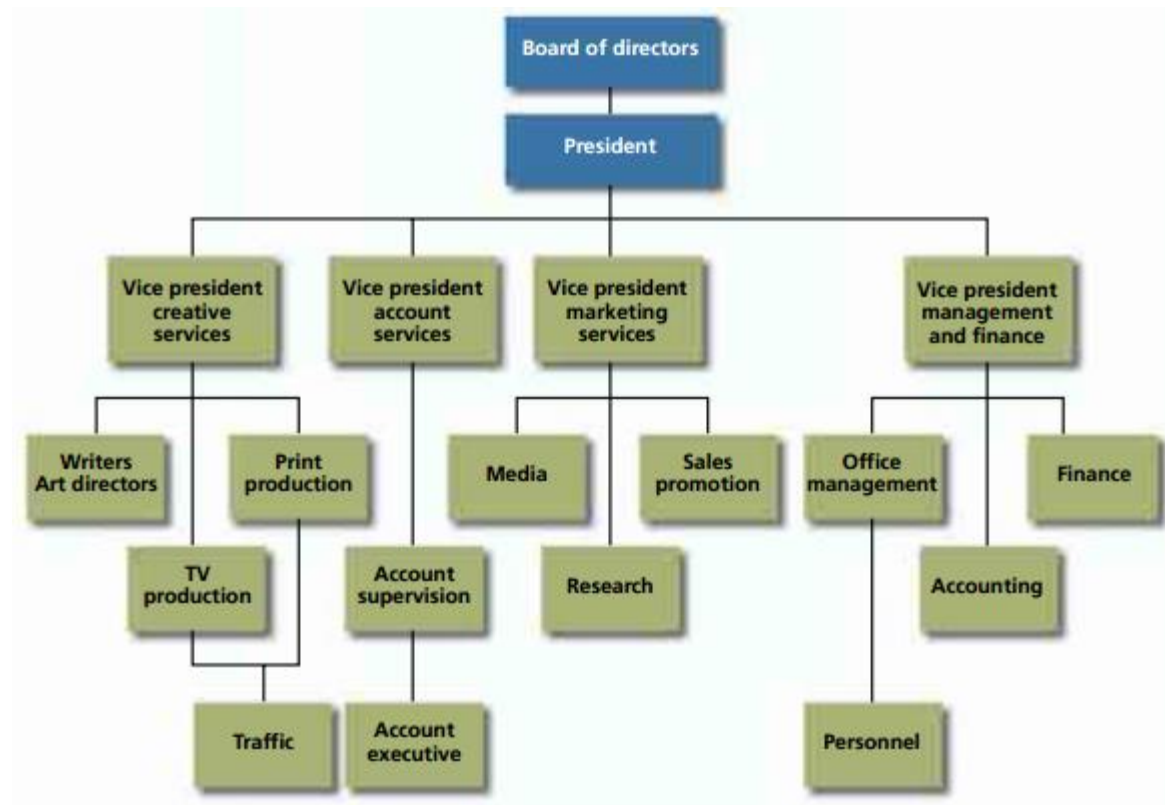 Board of directors
President
Vice president
creative
services
Vice president
account
services
Vice president
marketing
services
Vice president
management
and finance
Writers
Art directors
Print
production
Media
Sales
promotion
Office
management
Finance
TV
production
Account
supervision
Research
Accounting
Traffic
Account
executive
Personnel